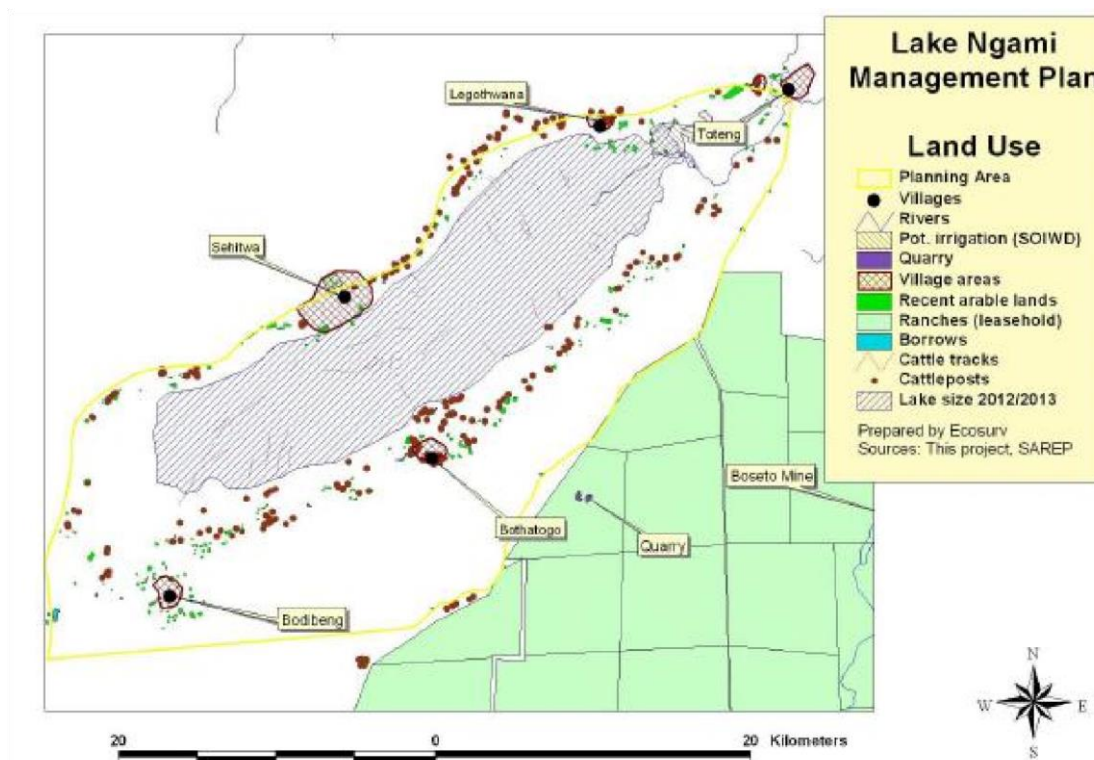 Lake Ngami
Management Plan
Land Use
Planning Area
Villages
Rivers
Pot. irrigation (SOIWD)
Quarry
Village areas
Recent arable lands
Ranches (leasehold)
Borrows
Cattle tracks
Cattleposts
Lake size 2012/2013
Prepared by Ecosurv
Sources: This project, SAREP
Legothwana
Toteng
Sehitwa
Boseto Mine
Bothatogo
Quarry
Bodibeng
N
W E
S
20 0 20 Kilometers